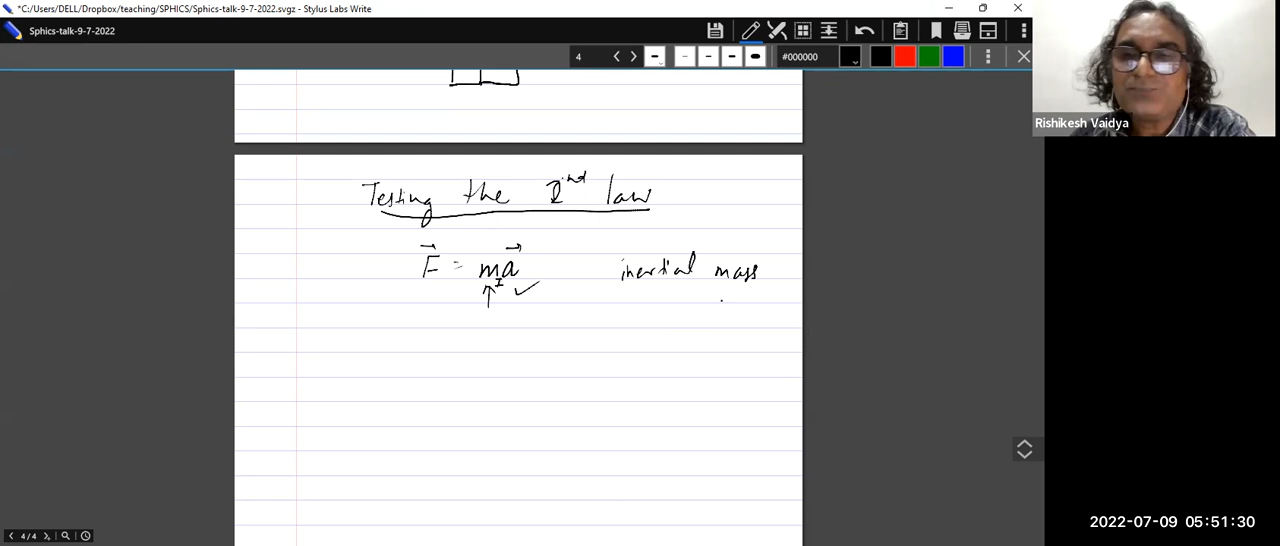 *C:/Users/DELL/Dropbox/teaching/SPHICS/Sphics-talk-9-7-2022.svgz - Stylus Labs Write
Sphics-talk-9-7-2022
4
#000000
Rishikesh Vaidya
Testing the 2nd law
F = mIa
inertial mass
4/4
2022-07-09 05:51:30